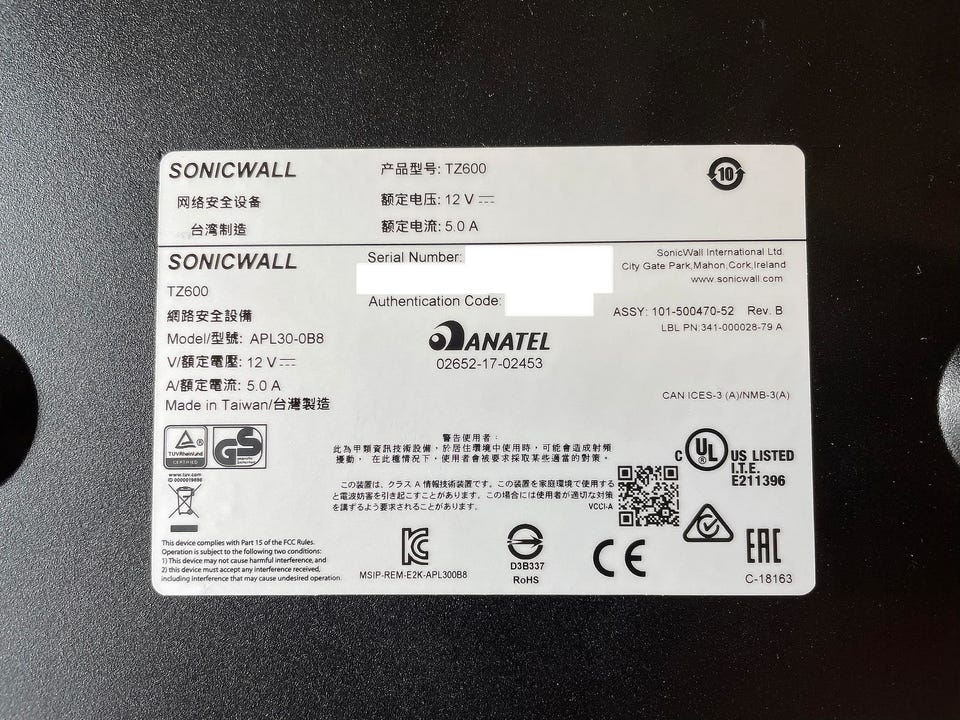 SONICWALL
网络安全设备
台湾制造
产品型号: TZ600
额定电压: 12 V
额定电流: 5.0 A
10
SONICWALL
TZ600
網路安全設備
Model/型號: APL30-0B8
V/額定電壓: 12 V
A/額定電流: 5.0 A
Made in Taiwan/台灣製造
Serial Number:
Authentication Code:
ANATEL
02652-17-02453
SonicWall International Ltd.
City Gate Park,Mahon,Cork,Ireland
www.sonicwall.com
ASSY: 101-500470-52 Rev. B
LBL PN:341-000028-79 A
CAN ICES-3 (A)/NMB-3(A)
TÜVRheinland
CERTIFIED
GS
www.tuv.com
ID 0000019896
警告使用者:
此為甲類資訊技術設備,於居住環境中使用時,可能會造成射頻
擾動,在此種情況下,使用者會被要求採取某些適當的對策。
この装置は、クラス A 情報技術装置です。この装置を家庭環境で使用する
と電波妨害を引き起こすことがあります。この場合には使用者が適切な対策
を講ずるよう要求されることがあります。
VCCI-A
C UL US LISTED
I.T.E.
E211396
This device complies with Part 15 of the FCC Rules.
Operation is subject to the following two conditions:
1) This device may not cause harmful interference, and
2) this device must accept any interference received,
including interference that may cause undesired operation.
MSIP-REM-E2K-APL300B8
D3B337
RoHS
CE
EAC
C-18163